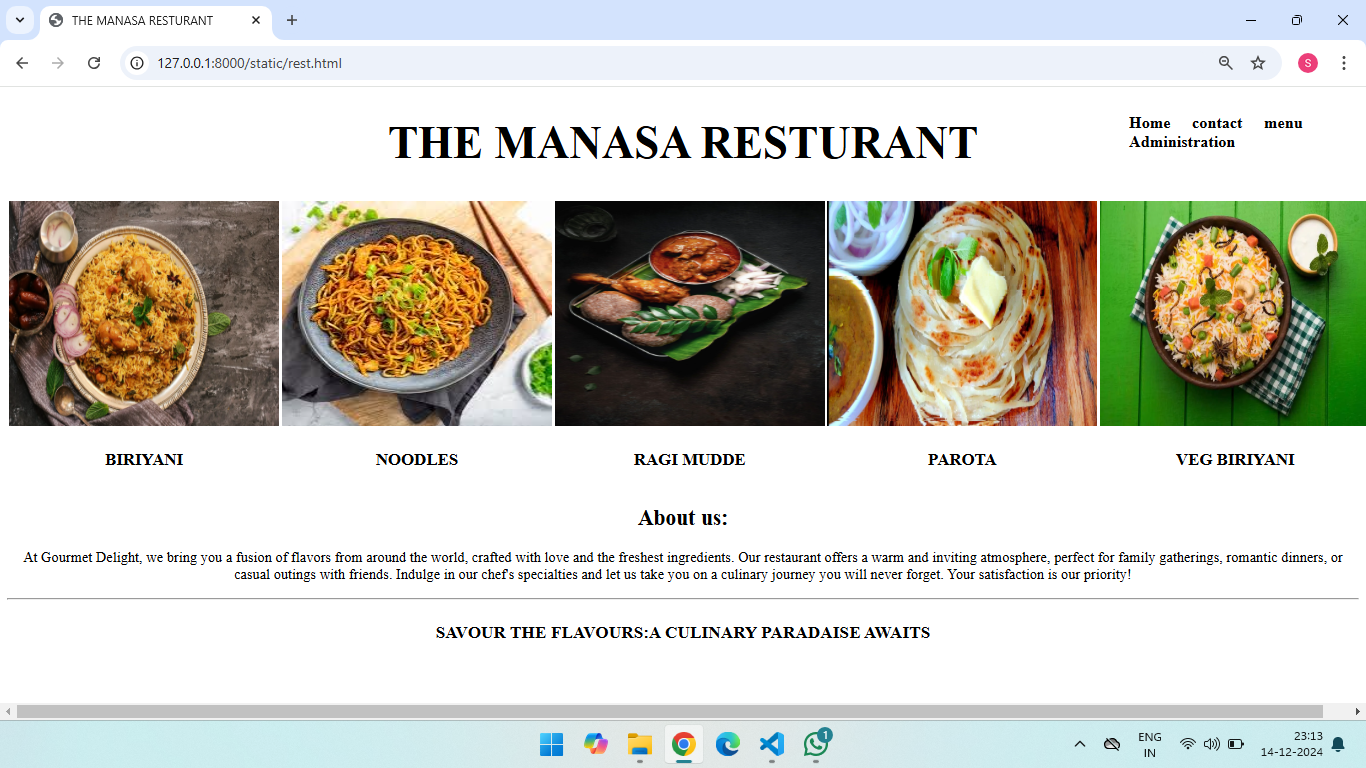 THE MANASA RESTURANT
127.0.0.1:8000/static/rest.html
S
THE MANASA RESTURANT
Home contact menu
Administration
BIRIYANI NOODLES RAGI MUDDE PAROTA VEG BIRIYANI
About us:
At Gourmet Delight, we bring you a fusion of flavors from around the world, crafted with love and the freshest ingredients. Our restaurant offers a warm and inviting atmosphere, perfect for family gatherings, romantic dinners, or
casual outings with friends. Indulge in our chef's specialties and let us take you on a culinary journey you will never forget. Your satisfaction is our priority!
SAVOUR THE FLAVOURS:A CULINARY PARADAISE AWAITS
1
ENG
IN
23:13
14-12-2024